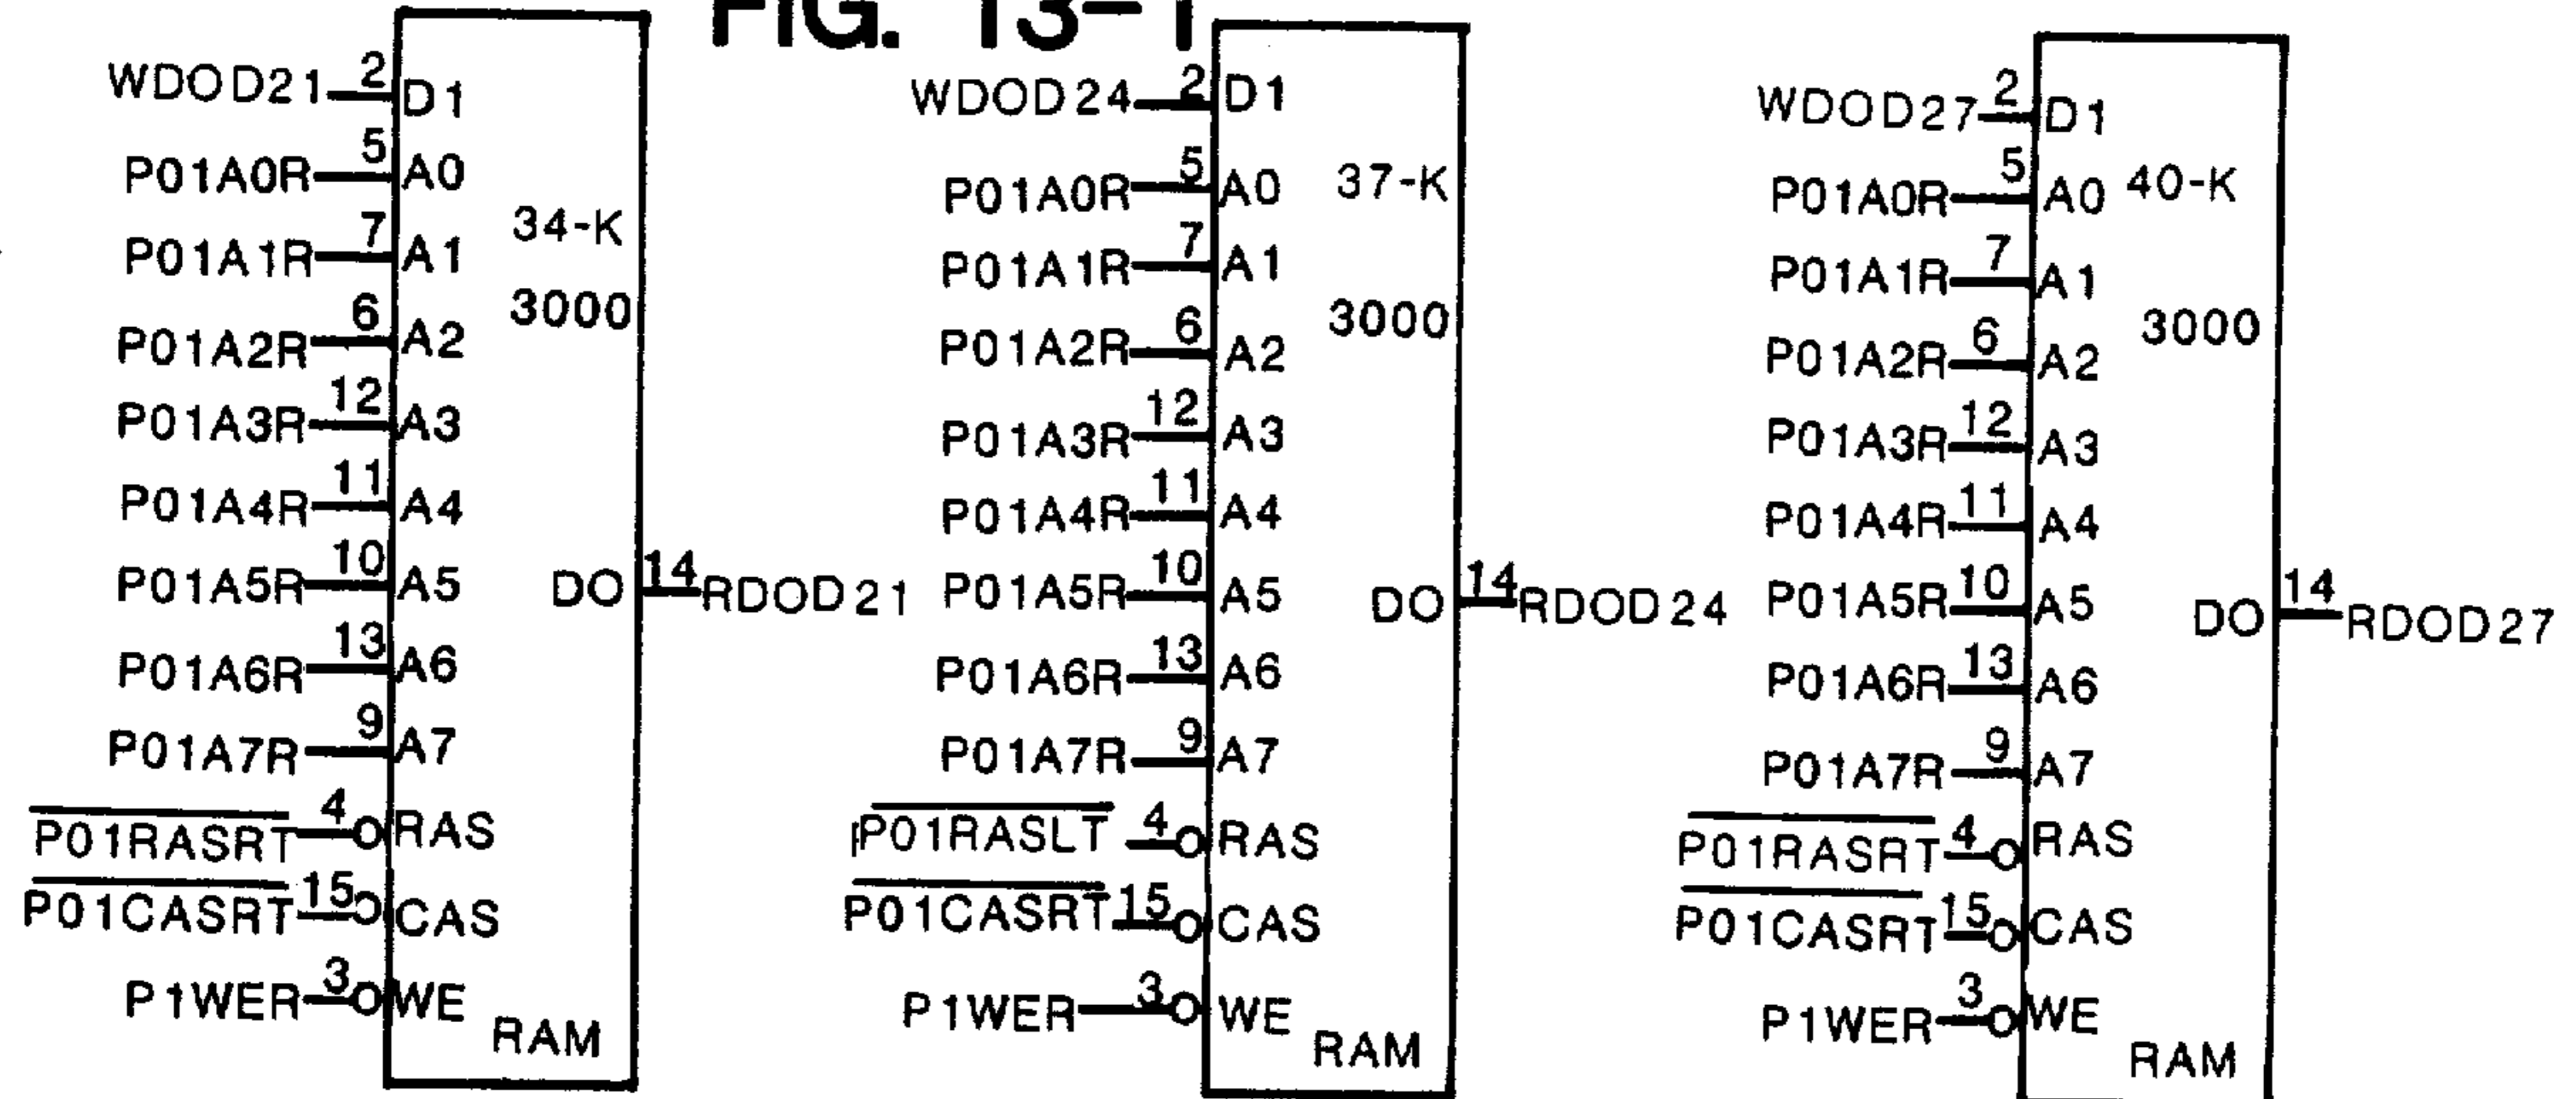 FIG. 13-1
WDOD21 2 D1
P01A0R 5 A0
P01A1R 7 A1
34-K
3000
P01A2R 6 A2
P01A3R 12 A3
P01A4R 11 A4
P01A5R 10 A5
DO 14 RDOD21
P01A6R 13 A6
P01A7R 9 A7
P01RASRT 4 RAS
P01CASRT 15 CAS
P1WER 3 WE
RAM
WDOD24 2 D1
P01A0R 5 A0
37-K
P01A1R 7 A1
3000
P01A2R 6 A2
P01A3R 12 A3
P01A4R 11 A4
P01A5R 10 A5
DO 14 RDOD24
P01A6R 13 A6
P01A7R 9 A7
P01RASLT 4 RAS
P01CASRT 15 CAS
P1WER 3 WE
RAM
WDOD27 2 D1
P01A0R 5 A0
40-K
P01A1R 7 A1
3000
P01A2R 6 A2
P01A3R 12 A3
P01A4R 11 A4
P01A5R 10 A5
DO 14 RDOD27
P01A6R 13 A6
P01A7R 9 A7
P01RASRT 4 RAS
P01CASRT 15 CAS
P1WER 3 WE
RAM